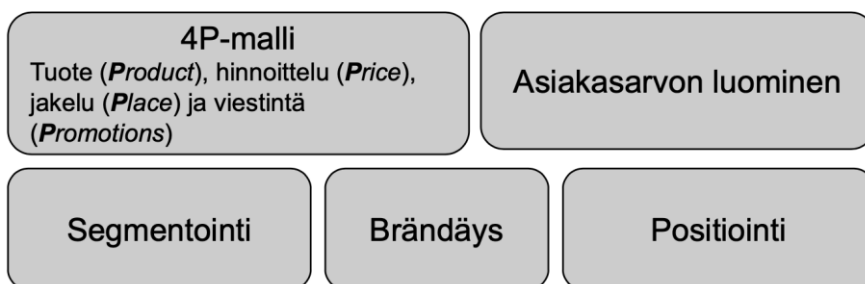 4P-malli
Tuote (Product), hinnoittelu (Price),
jakelu (Place) ja viestintä
(Promotions)
Asiakasarvon luominen
Segmentointi
Brändäys
Positiointi